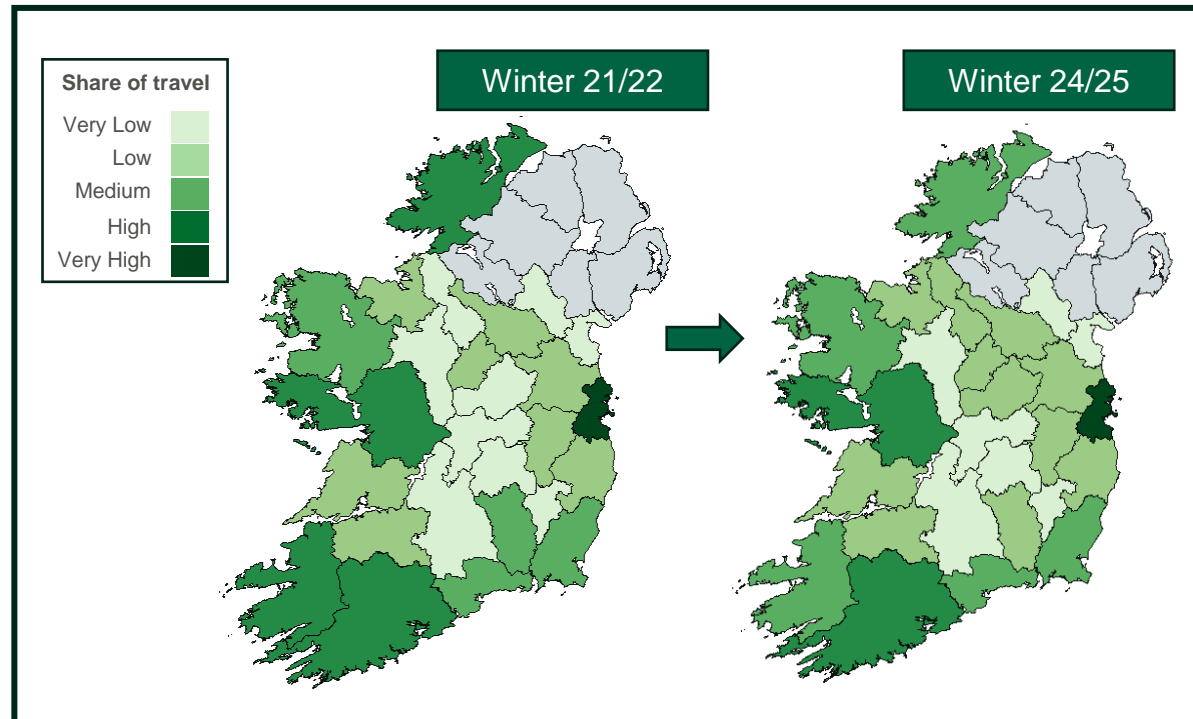 Winter 21/22
Winter 24/25
Share of travel
Very Low
Low
Medium
High
Very High